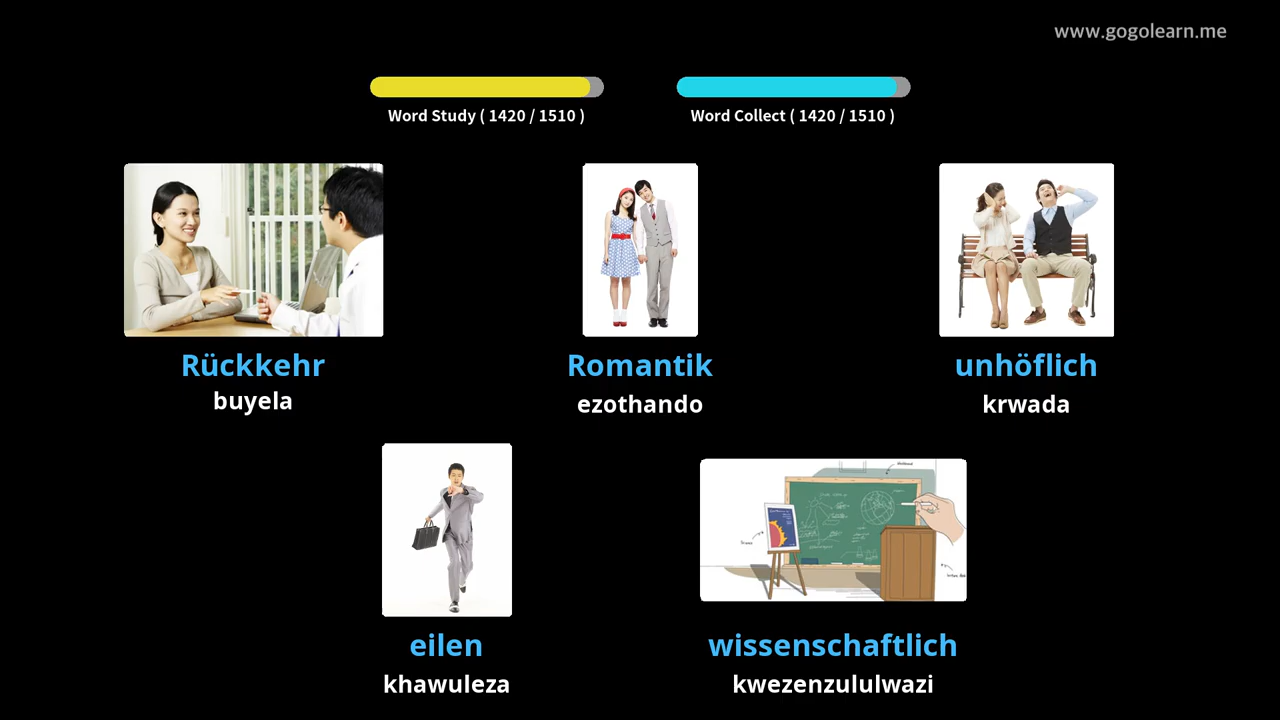 www.gogolearn.me
Word Study ( 1420 / 1510 )
Word Collect ( 1420 / 1510 )
Rückkehr
buyela
Romantik
ezothando
unhöflich
krwada
eilen
khawuleza
wissenschaftlich
kwezenzululwazi